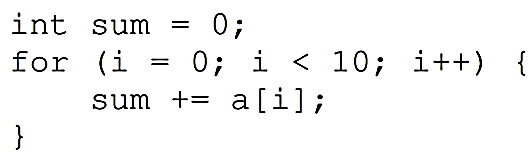 int sum = 0;
for (i = 0; i < 10; i++) {
    sum += a[i];
}